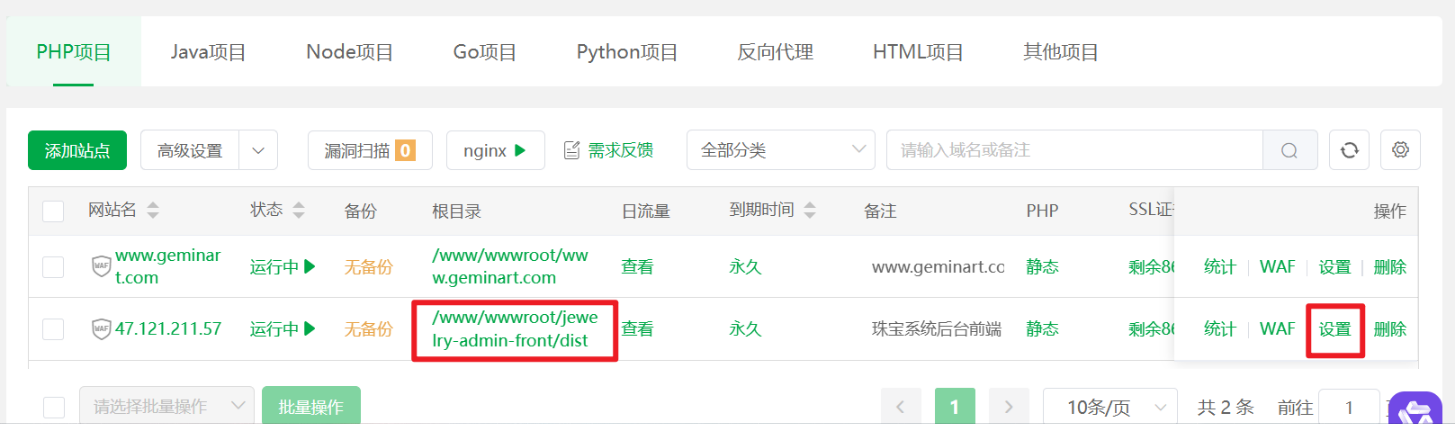 PHP项目 Java项目 Node项目 Go项目 Python项目 反向代理 HTML项目 其他项目
添加站点 高级设置 漏洞扫描 0 nginx 需求反馈 全部分类 请输入域名或备注
网站名 状态 备份 根目录 日流量 到期时间 备注 PHP SSL证 操作
WAF www.geminar
t.com 运行中 无备份 /www/wwwroot/ww
w.geminart.com 查看 永久 www.geminart.cc 静态 剩余86 统计 WAF 设置 删除
WAF 47.121.211.57 运行中 无备份 /www/wwwroot/jewe
lry-admin-front/dist 查看 永久 珠宝系统后台前端 静态 剩余86 统计 WAF 设置 删除
请选择批量操作 批量操作 1 10条/页 共 2 条 前往 1